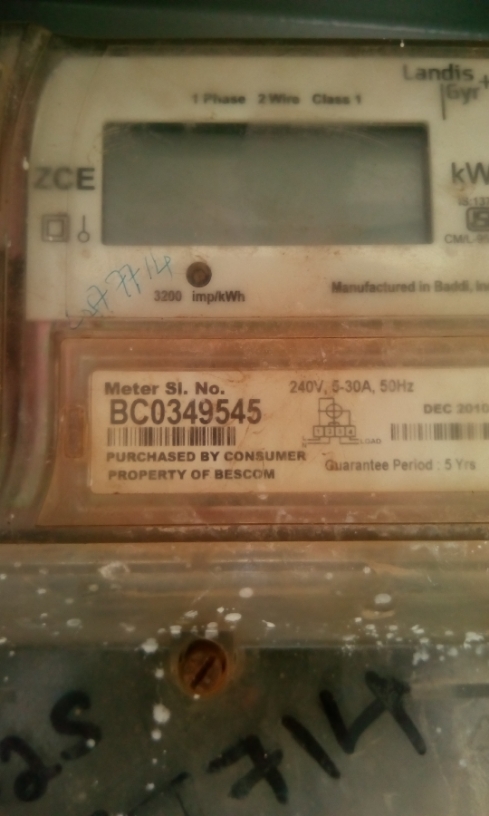 Landis
Gyr+
1 Phase 2 Wire Class 1
ZCE
kW
3200 imp/kWh
Manufactured in Baddi,
Meter Sl. No.
240V, 5-30A, 50Hz
BC0349545
DEC 2010
LOAD
PURCHASED BY CONSUMER
Guarantee Period : 5 Yrs
PROPERTY OF BESCOM
714